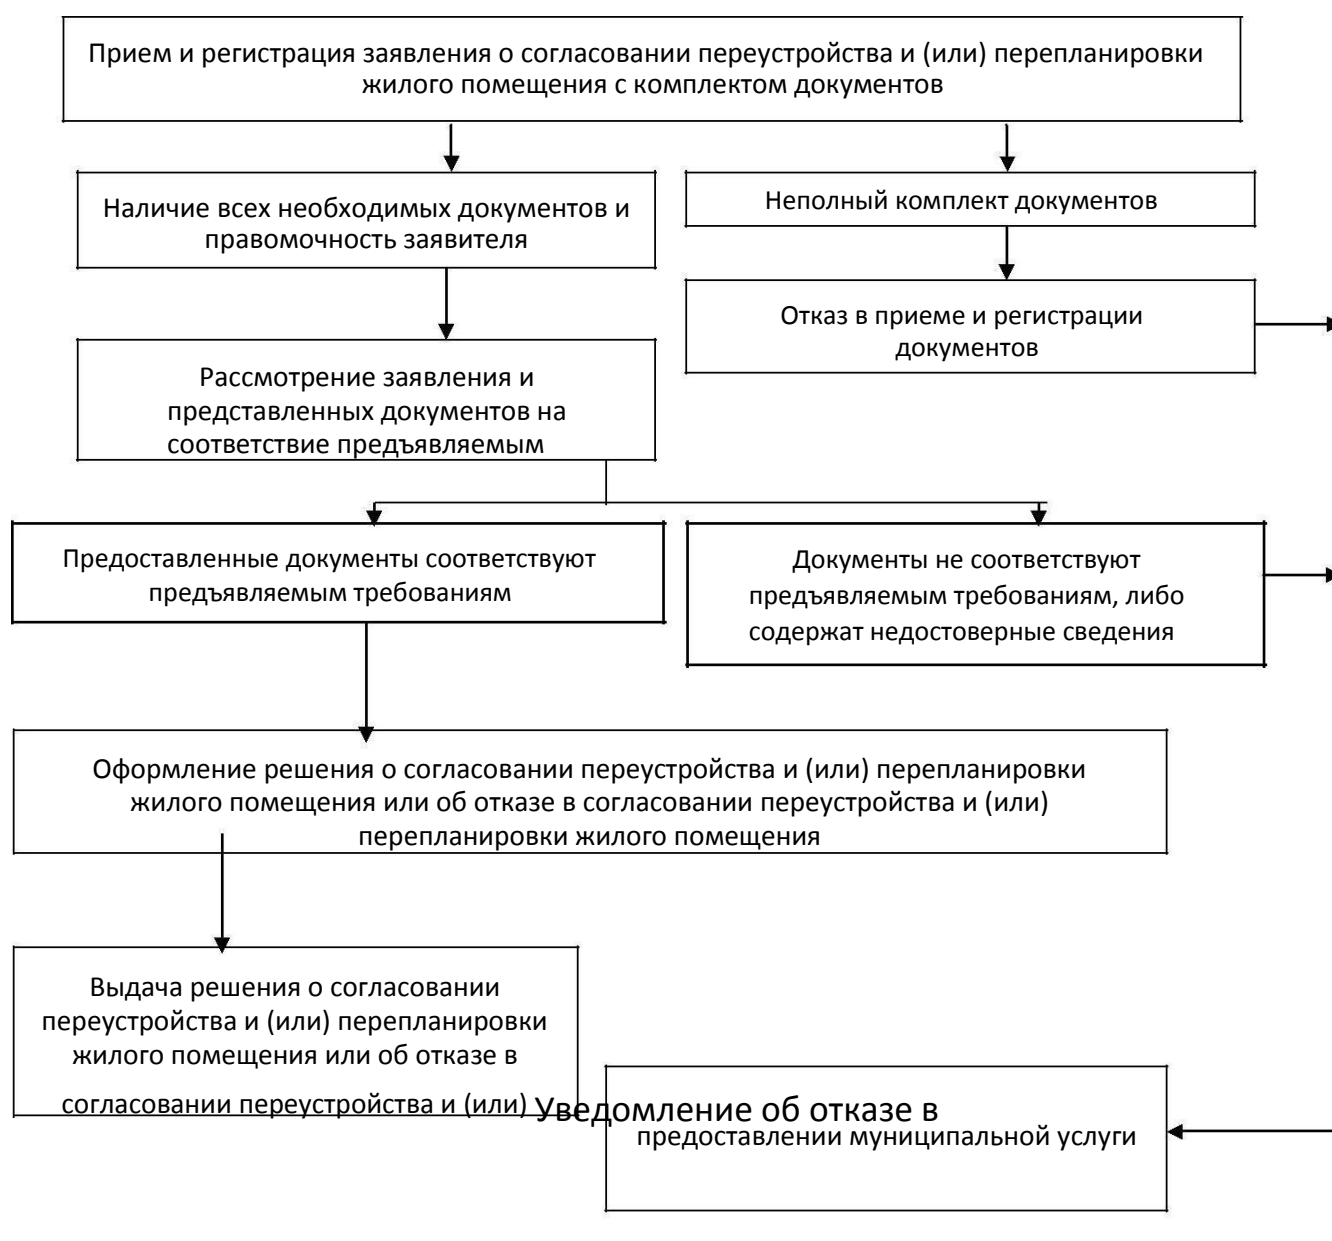 Прием и регистрация заявления о согласовании переустройства и (или) перепланировки
жилого помещения с комплектом документов
Наличие всех необходимых документов и
правомочность заявителя
Неполный комплект документов
Отказ в приеме и регистрации
документов
Рассмотрение заявления и
представленных документов на
соответствие предъявляемым
Предоставленные документы соответствуют
предъявляемым требованиям
Документы не соответствуют
предъявляемым требованиям, либо
содержат недостоверные сведения
Оформление решения о согласовании переустройства и (или) перепланировки
жилого помещения или об отказе в согласовании переустройства и (или)
перепланировки жилого помещения
Выдача решения о согласовании
переустройства и (или) перепланировки
жилого помещения или об отказе в
согласовании переустройства и (или)
Уведомление об отказе в
предоставлении муниципальной услуги